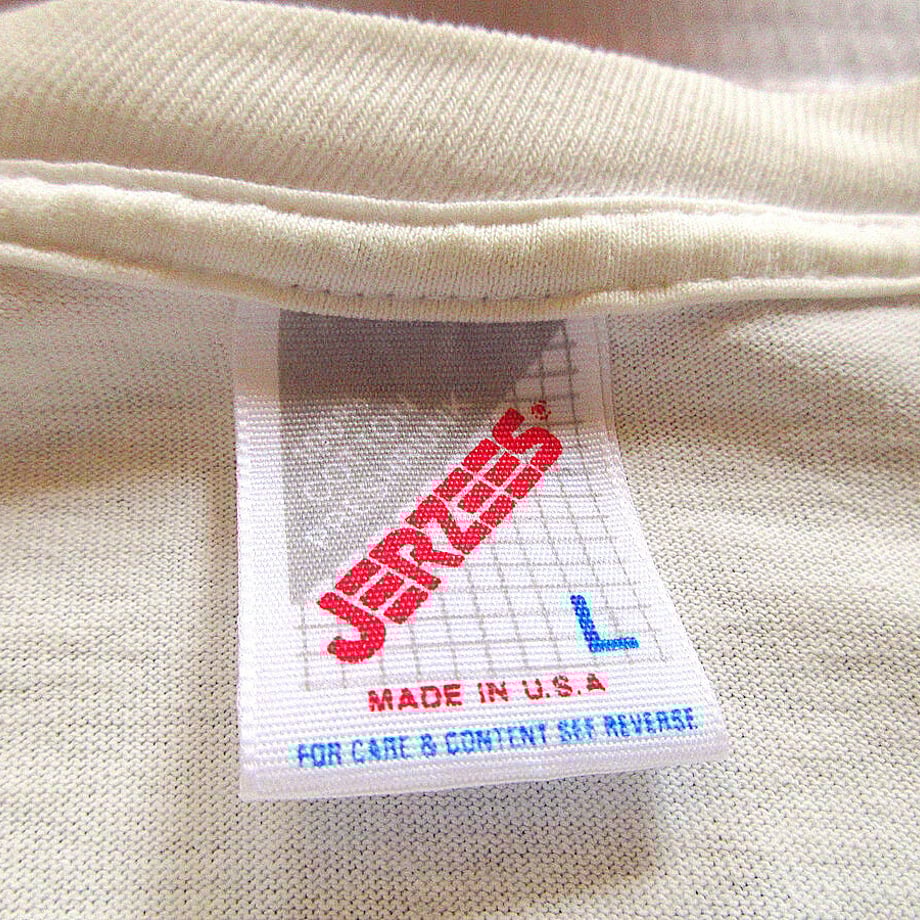 JERZEES®
L
MADE IN U.S.A
FOR CARE & CONTENT SEE REVERSE